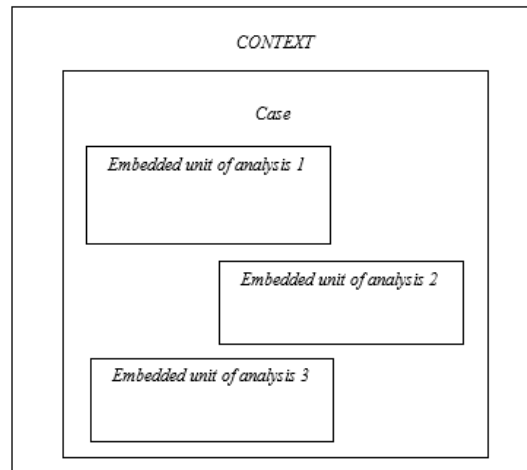 CONTEXT
Case
Embedded unit of analysis 1
Embedded unit of analysis 2
Embedded unit of analysis 3